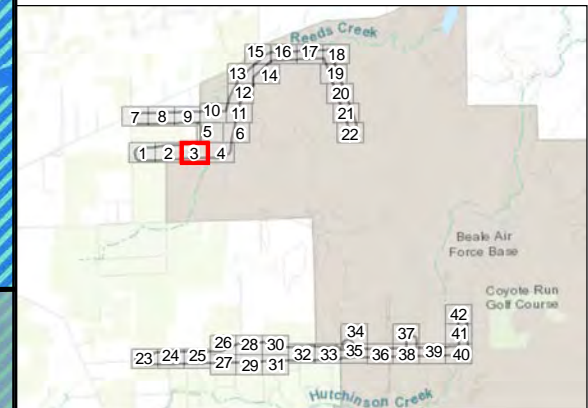 Reeds Creek
15 16 17 18
13 14 19
12 20
7 8 9 10 11 21
5 6 22
1 2 3 4
Beale Air
Force Base
Coyote Run
Golf Course
42
34 37 41
26 28 30
23 24 25 32 33 35 36 38 39 40
27 29 31
Hutchinson Creek